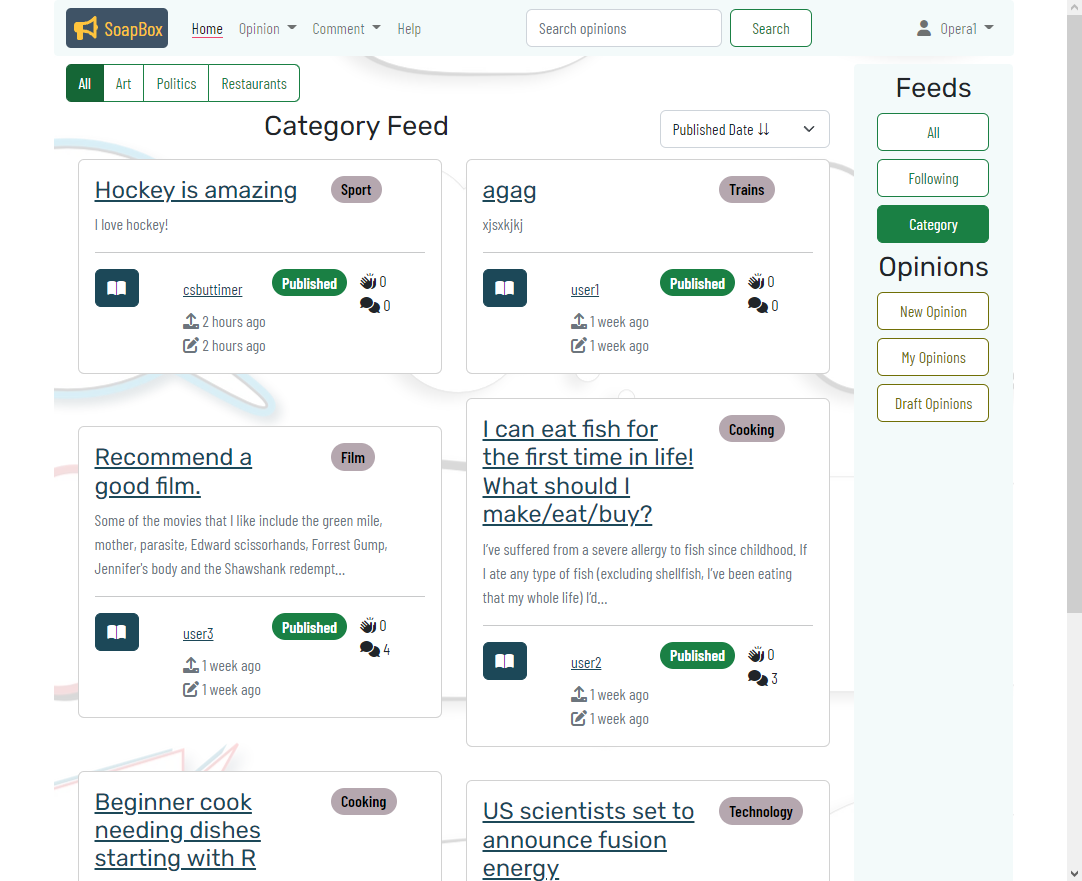 SoapBox Home Opinion Comment Help Search opinions Search Opera1
All Art Politics Restaurants
Category Feed
Published Date
Hockey is amazing
Sport
I love hockey!
csbuttimer
Published
0
0
2 hours ago
2 hours ago
agag
Trains
xjsxkjkj
user1
Published
0
0
1 week ago
1 week ago
Recommend a
good film.
Film
Some of the movies that I like include the green mile,
mother, parasite, Edward scissorhands, Forrest Gump,
Jennifer's body and the Shawshank redempt...
user3
Published
0
4
1 week ago
1 week ago
I can eat fish for
the first time in life!
What should I
make/eat/buy?
Cooking
I've suffered from a severe allergy to fish since childhood. If
I ate any type of fish (excluding shellfish, I've been eating
that my whole life) I'd...
user2
Published
0
3
1 week ago
1 week ago
Beginner cook
needing dishes
starting with R
Cooking
US scientists set to
announce fusion
energy
Technology
Feeds
All
Following
Category
Opinions
New Opinion
My Opinions
Draft Opinions